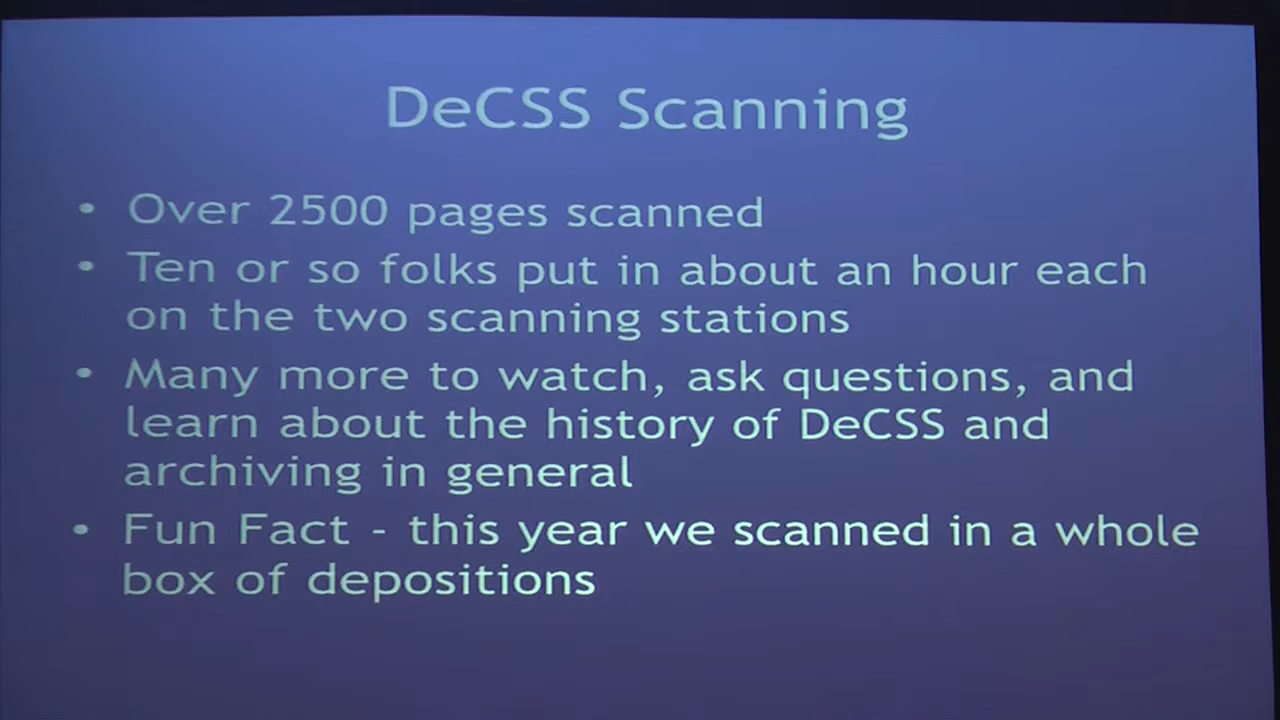 DeCSS Scanning
• Over 2500 pages scanned
• Ten or so folks put in about an hour each
on the two scanning stations
• Many more to watch, ask questions, and
learn about the history of DeCSS and
archiving in general
• Fun Fact - this year we scanned in a whole
box of depositions